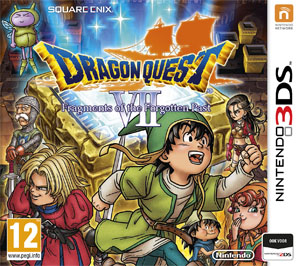 SQUARE ENIX
DRAGON QUEST
VII
Fragments of the Forgotten Past
NINTENDO 3DS
12
www.pegi.info
Nintendo